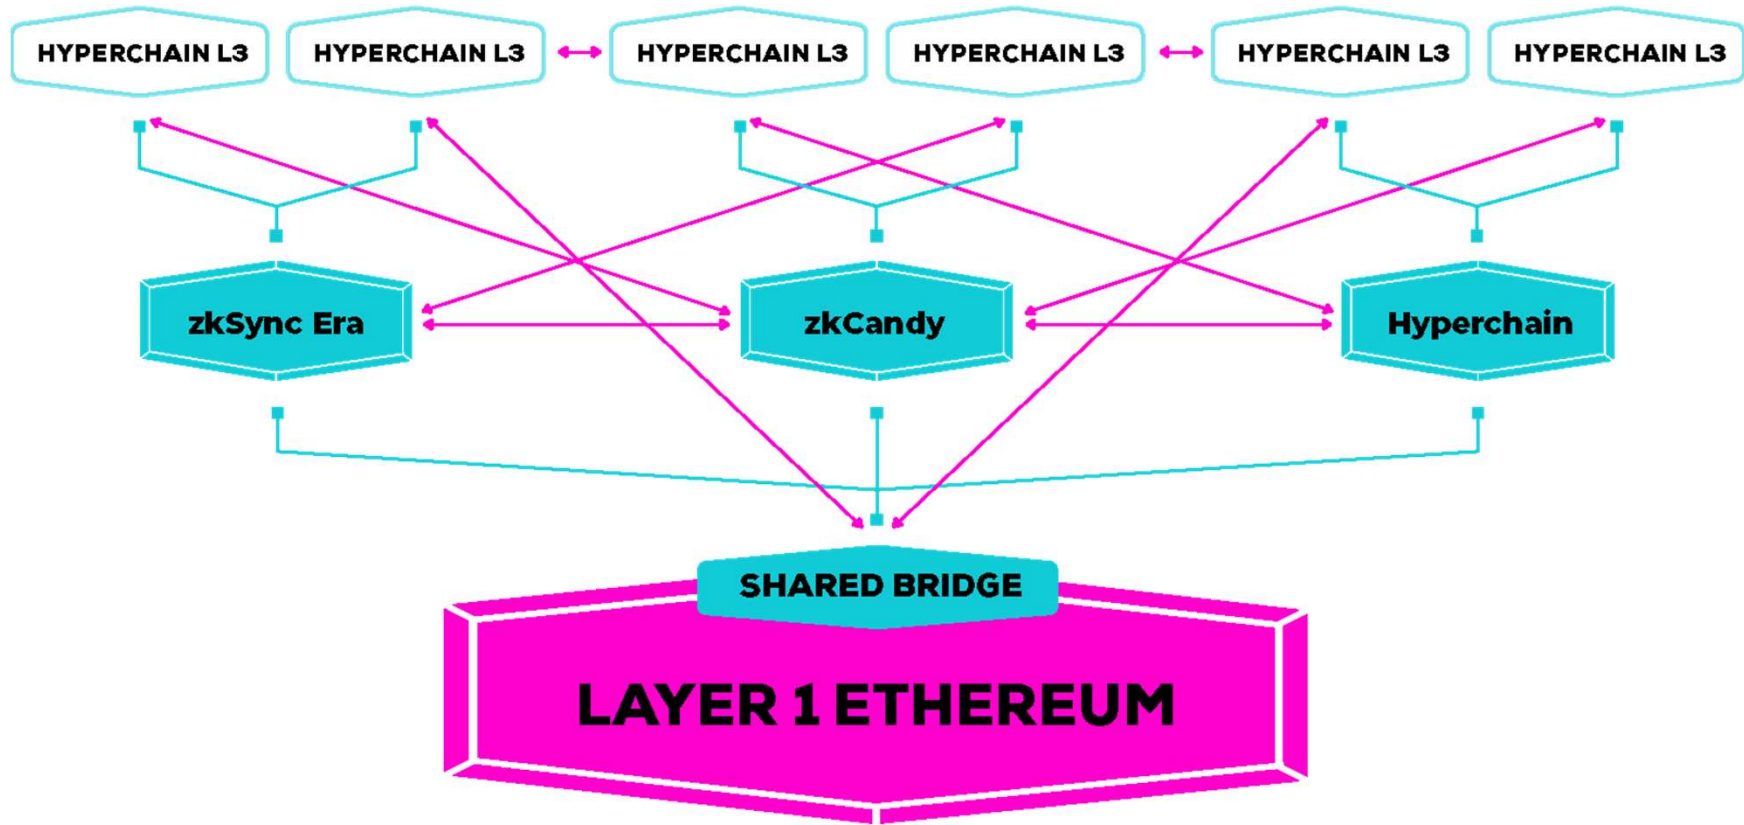 HYPERCHAIN L3
HYPERCHAIN L3
HYPERCHAIN L3
HYPERCHAIN L3
HYPERCHAIN L3
HYPERCHAIN L3
zkSync Era
zkCandy
Hyperchain
SHARED BRIDGE
LAYER 1 ETHEREUM